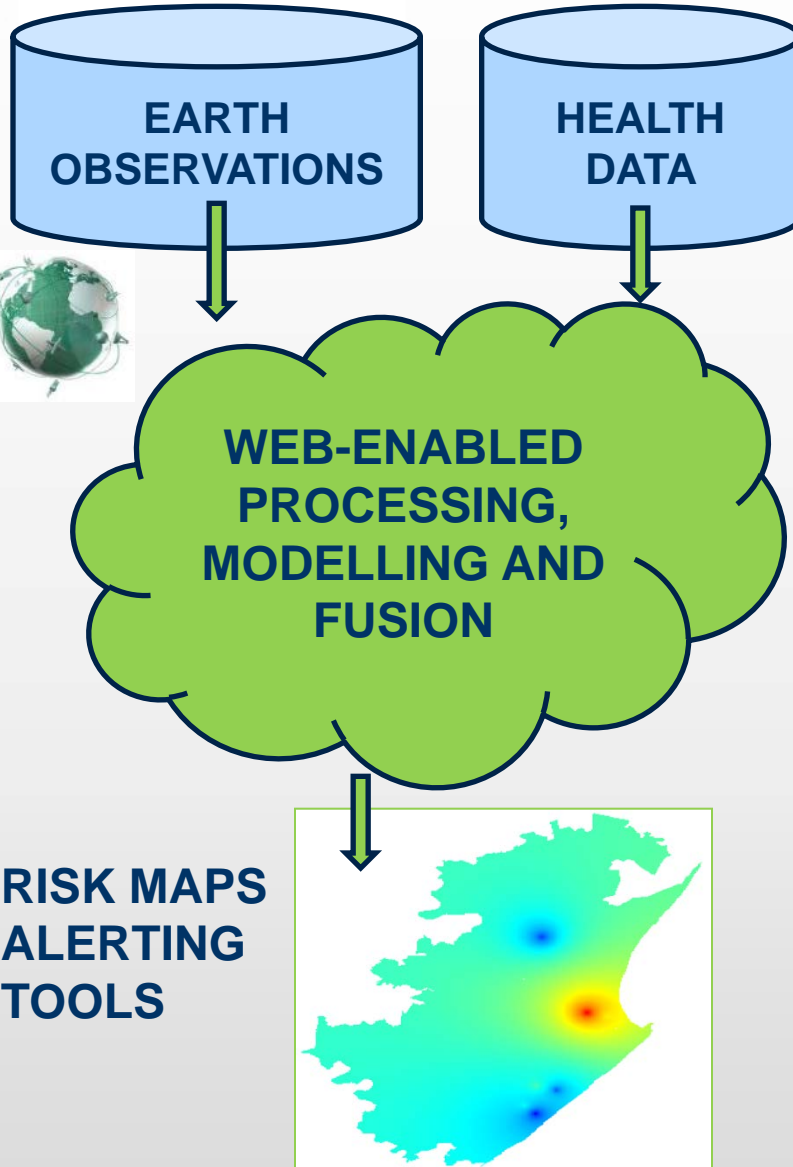 EARTH
OBSERVATIONS
HEALTH
DATA
WEB-ENABLED
PROCESSING,
MODELLING AND
FUSION
RISK MAPS
ALERTING
TOOLS